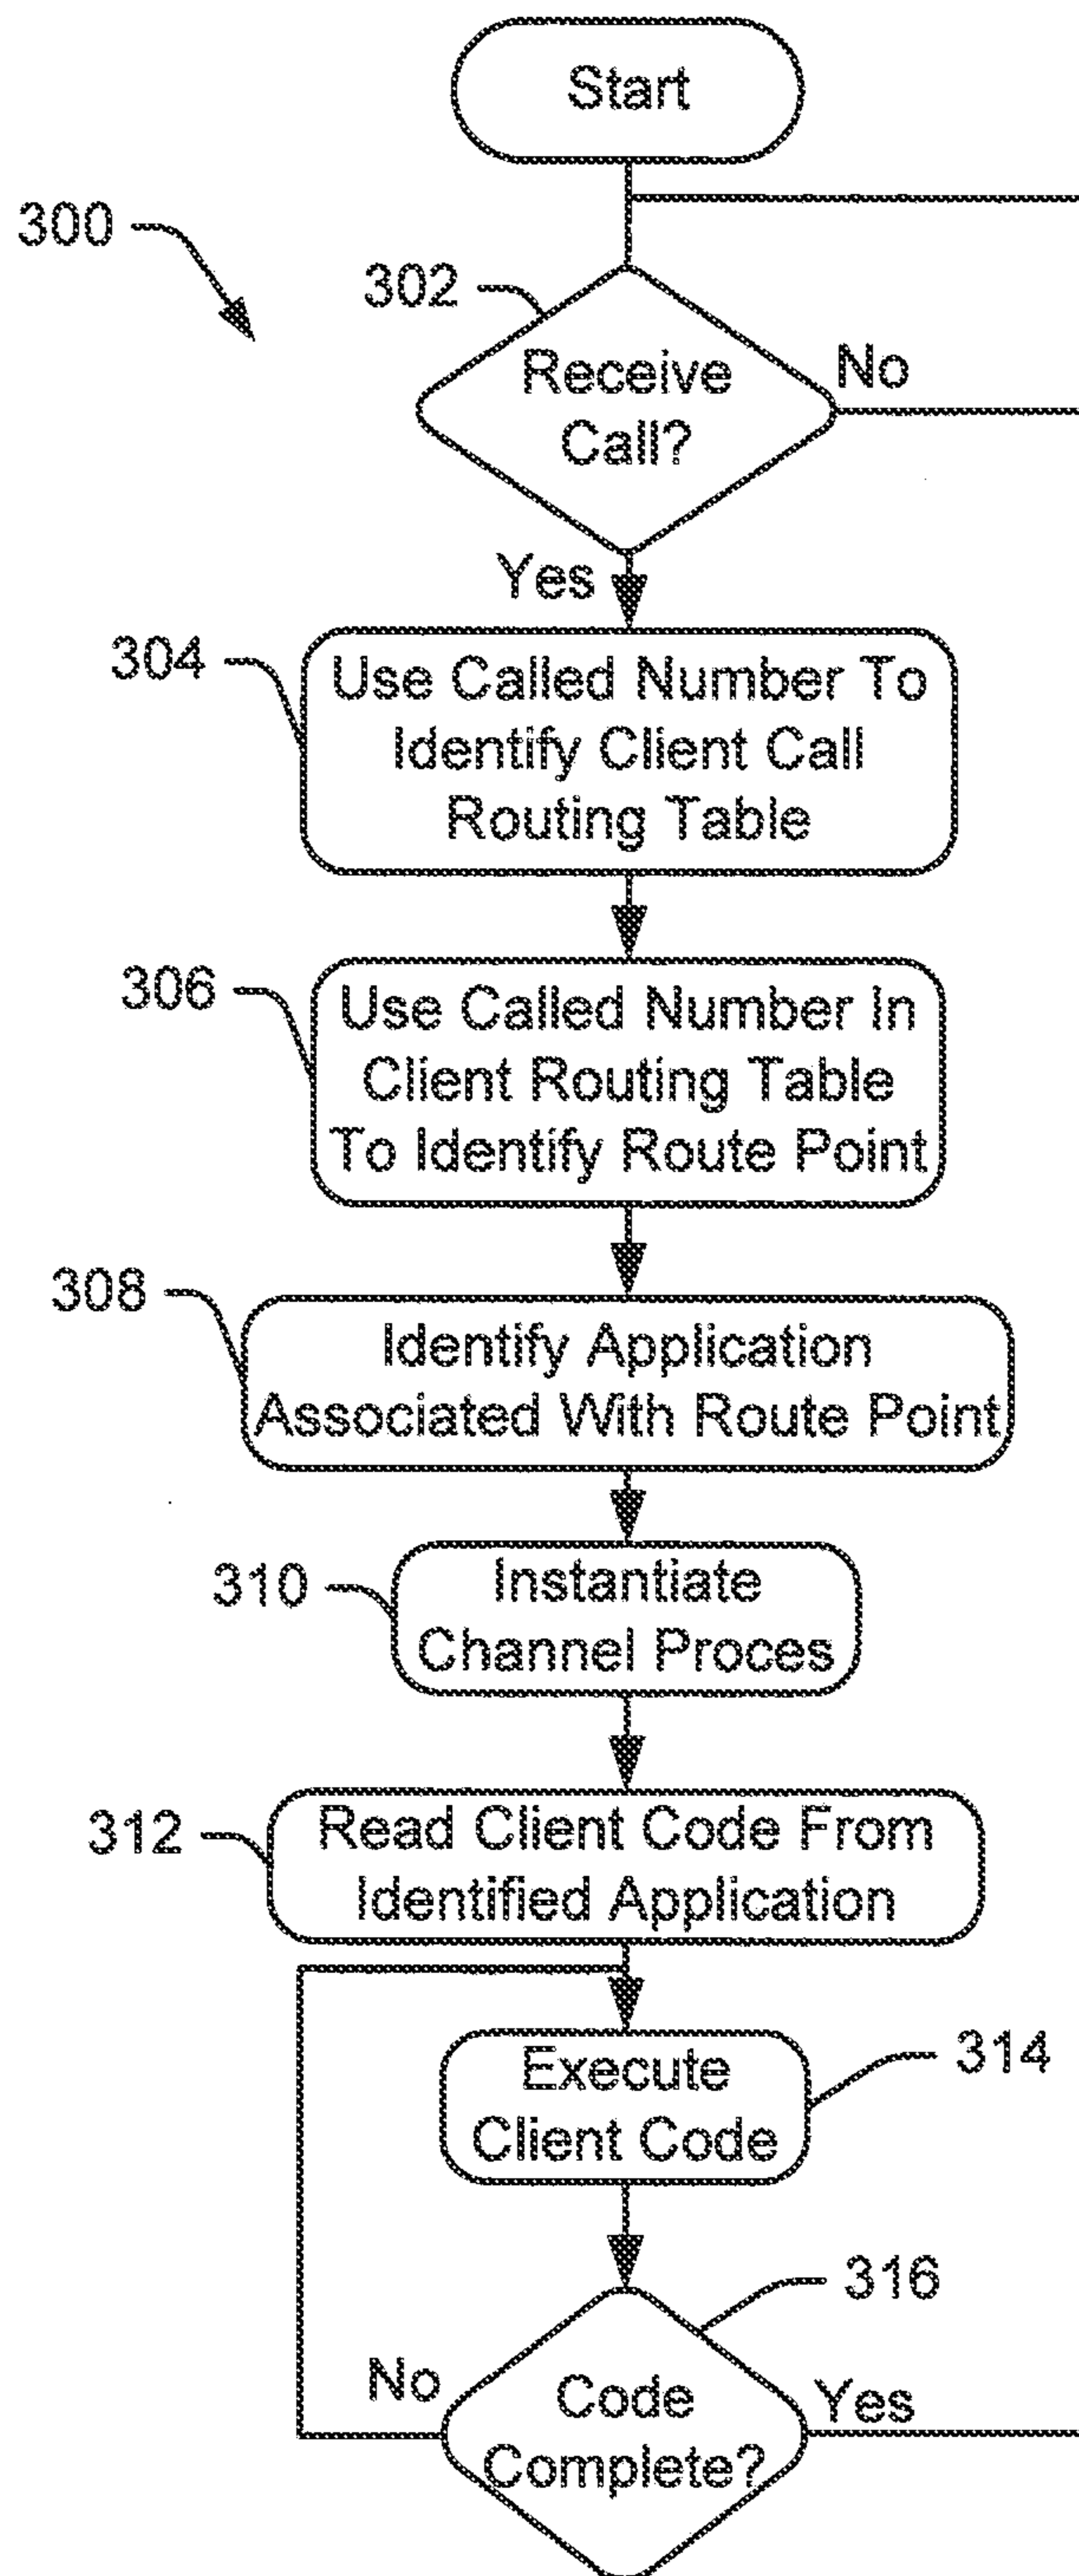 Start
300
302
Receive
Call?
No
Yes
304
Use Called Number To
Identify Client Call
Routing Table
306
Use Called Number In
Client Routing Table
To Identify Route Point
308
Identify Application
Associated With Route Point
310
Instantiate
Channel Proces
312
Read Client Code From
Identified Application
Execute
Client Code
314
316
No
Code
Complete?
Yes